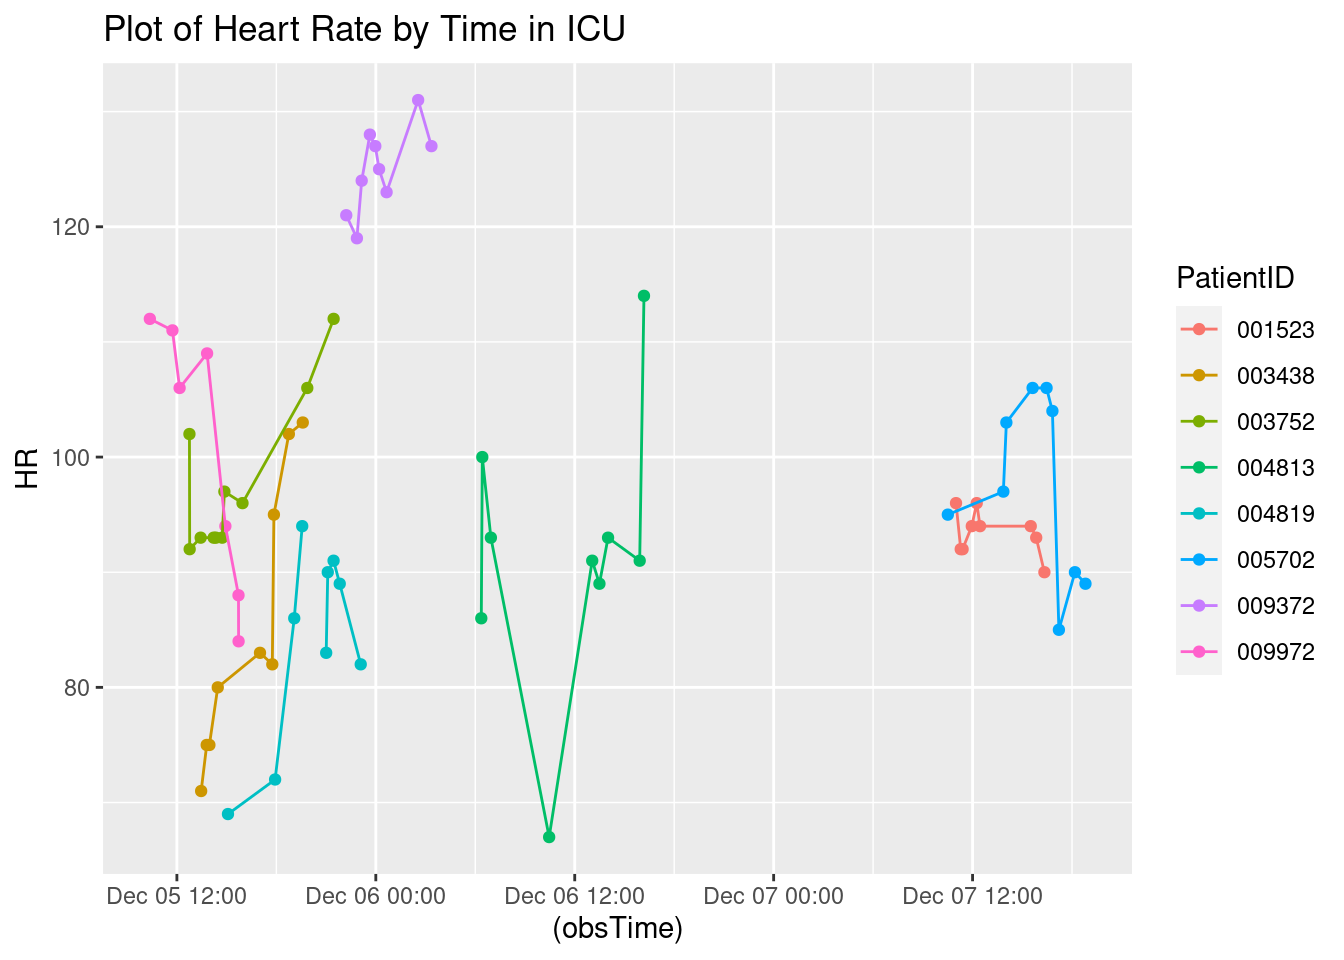 Plot of Heart Rate by Time in ICU
HR
120
100
80
Dec 05 12:00
Dec 06 00:00
Dec 06 12:00
Dec 07 00:00
Dec 07 12:00
(obsTime)
PatientID
001523
003438
003752
004813
004819
005702
009372
009972